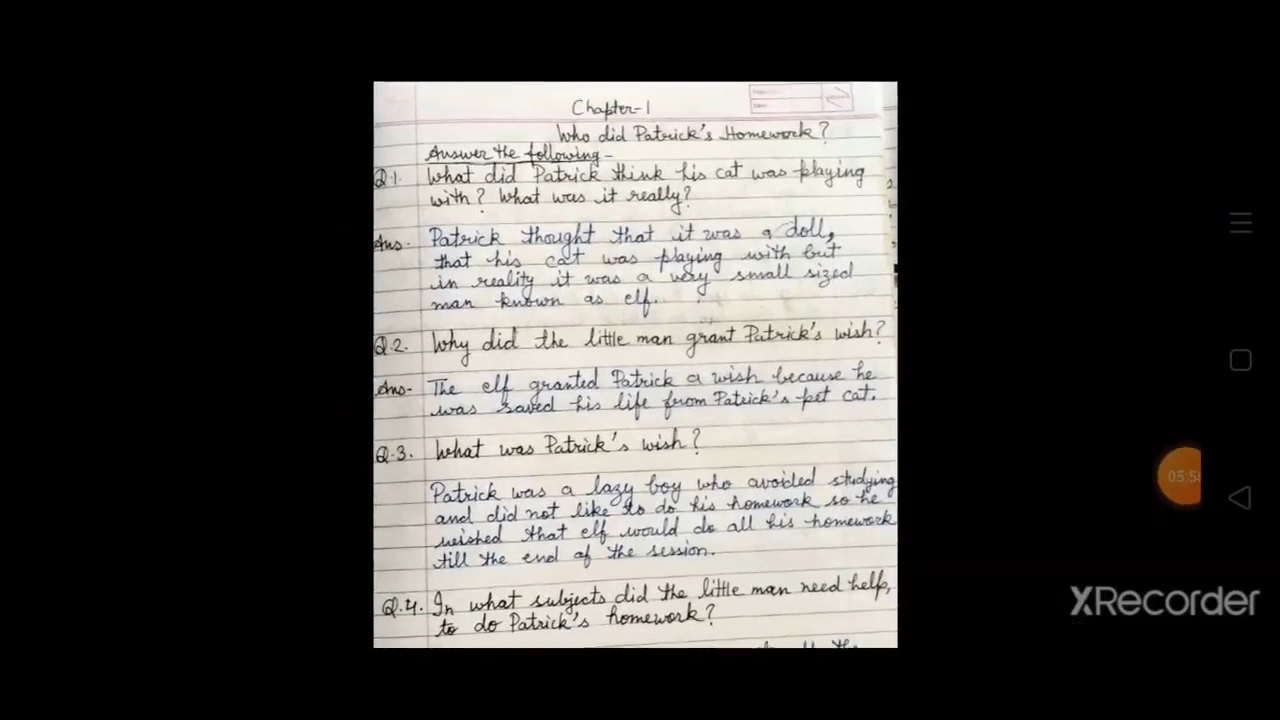 Chapter-1
Who did Patrick's Homework?
Answer the following-
Q.1. What did Patrick think his cat was playing
with? What was it really?
Ans- Patrick thought that it was a doll,
that his cat was playing with but
in reality it was a very small sized
man known as elf.
Q.2. Why did the little man grant Patrick's wish?
Ans- The elf granted Patrick a wish because he
was saved his life from Patrick's pet cat.
Q.3. What was Patrick's wish?
Patrick was a lazy boy who avoided studying
and did not like to do his homework so he
wished that elf would do all his homework
till the end of the session.
05:58
XRecorder
Q.4. In what subjects did the little man need help,
to do Patrick's homework?